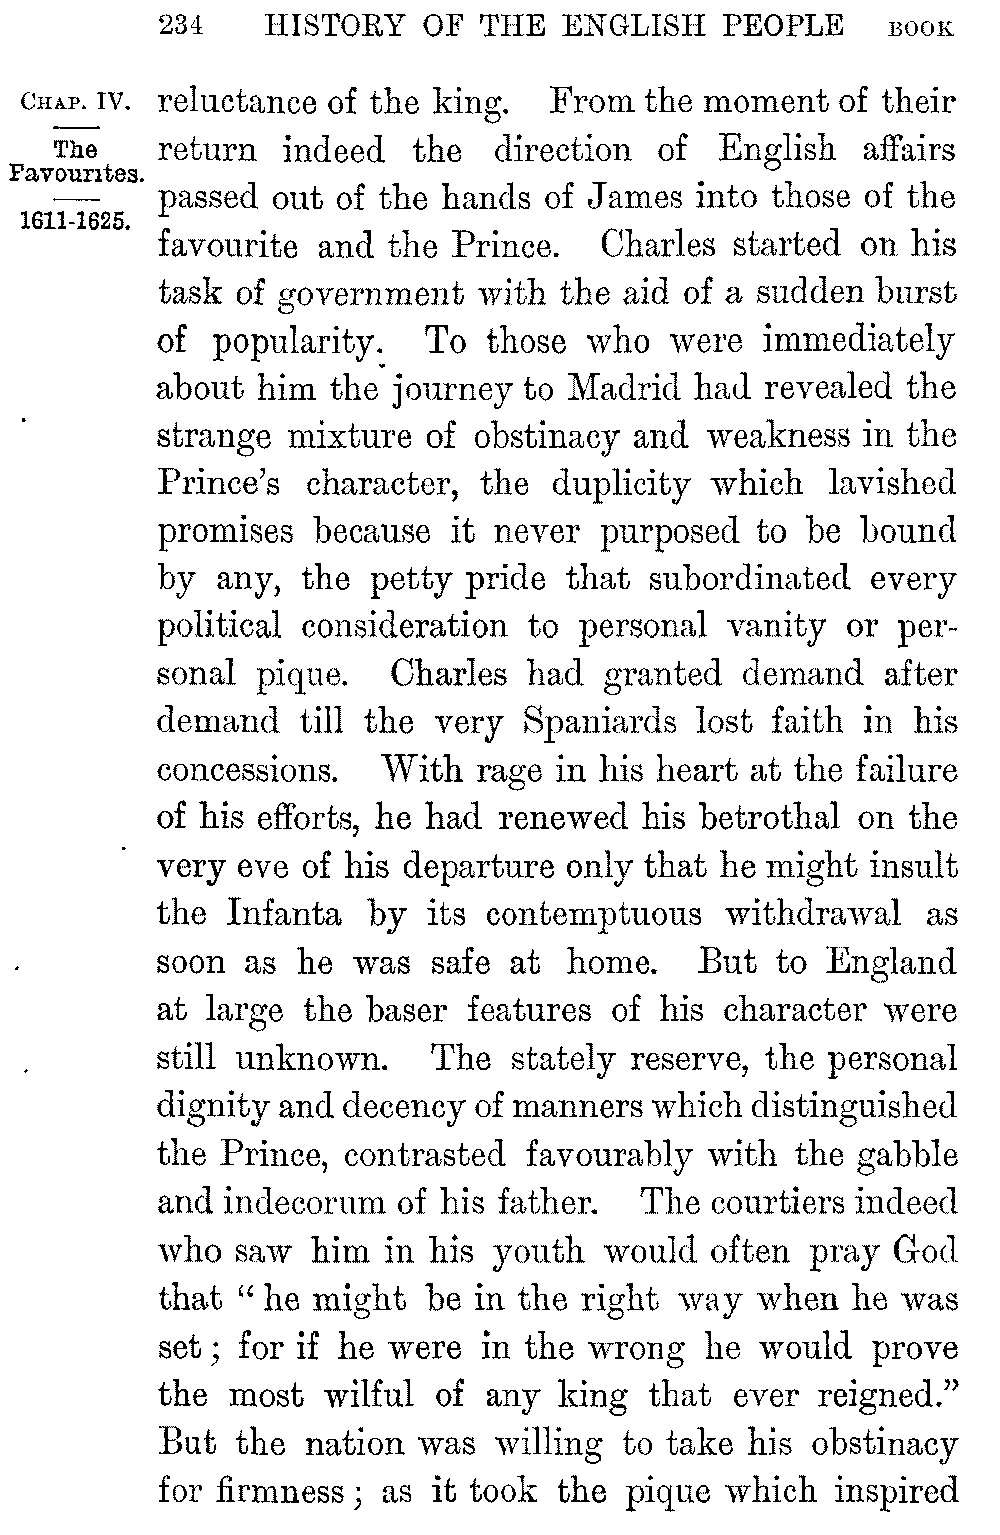 234 HISTORY OF THE ENGLISH PEOPLE BOOK
CHAP. IV.
The
Favourites.
1611-1625.
reluctance of the king. From the moment of their
return indeed the direction of English affairs
passed out of the hands of James into those of the
favourite and the Prince. Charles started on his
task of government with the aid of a sudden burst
of popularity. To those who were immediately
about him the journey to Madrid had revealed the
strange mixture of obstinacy and weakness in the
Prince's character, the duplicity which lavished
promises because it never purposed to be bound
by any, the petty pride that subordinated every
political consideration to personal vanity or per-
sonal pique. Charles had granted demand after
demand till the very Spaniards lost faith in his
concessions. With rage in his heart at the failure
of his efforts, he had renewed his betrothal on the
very eve of his departure only that he might insult
the Infanta by its contemptuous withdrawal as
soon as he was safe at home. But to England
at large the baser features of his character were
still unknown. The stately reserve, the personal
dignity and decency of manners which distinguished
the Prince, contrasted favourably with the gabble
and indecorum of his father. The courtiers indeed
who saw him in his youth would often pray God
that “he might be in the right way when he was
set; for if he were in the wrong he would prove
the most wilful of any king that ever reigned.”
But the nation was willing to take his obstinacy
for firmness; as it took the pique which inspired